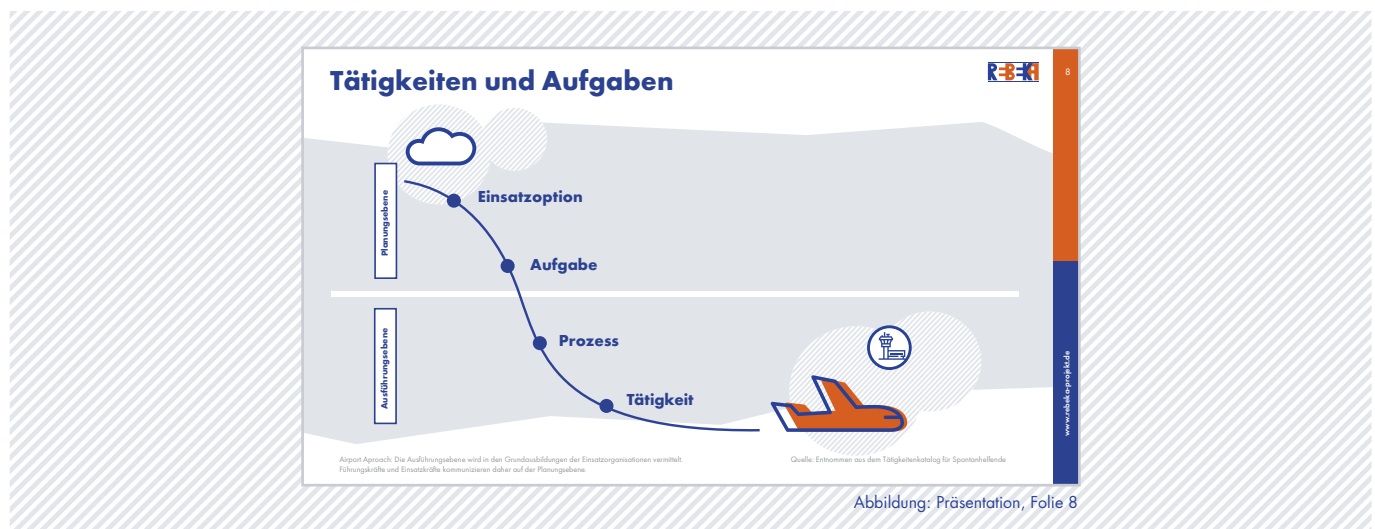 Tätigkeiten und Aufgaben
REBEKA
8
Planungsebene
Einsatzoption
Aufgabe
Ausführungsebene
Prozess
Tätigkeit
www.rebeka-projekt.de
Airport Aproach: Die Ausführungsebene wird in den Grundausbildungen der Einsatzorganisationen vermittelt.
Führungskräfte und Einsatzkräfte kommunizieren daher auf der Planungsebene.
Quelle: Entnommen aus dem Tätigkeitenkatalog für Spontanhelfende
Abbildung: Präsentation, Folie 8